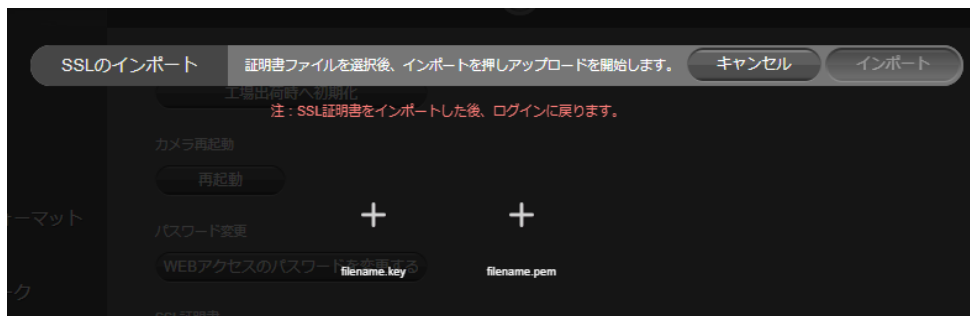 SSLのインポート
証明書ファイルを選択後、インポートを押しアップロードを開始します。
キャンセル
インポート
工場出荷時へ初期化
注：SSL証明書をインポートした後、ログインに戻ります。
カメラ再起動
再起動
ーマット
パスワード変更
WEBアクセスのパスワードを変更する
filename.key
filename.pem
ーク
SSL証明書